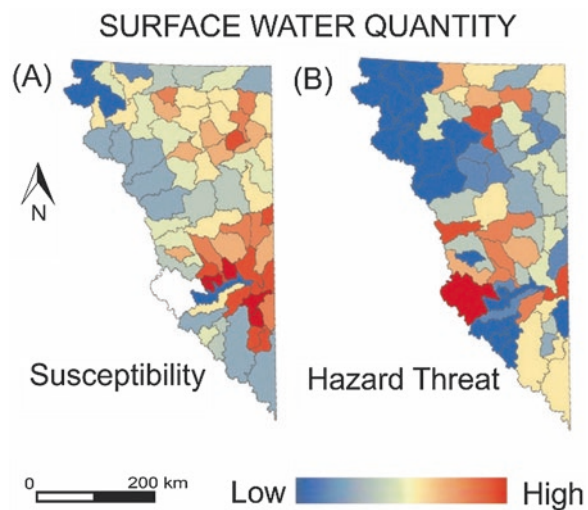 SURFACE WATER QUANTITY
(A)
(B)
N
Susceptibility
Hazard Threat
0 200 km
Low High